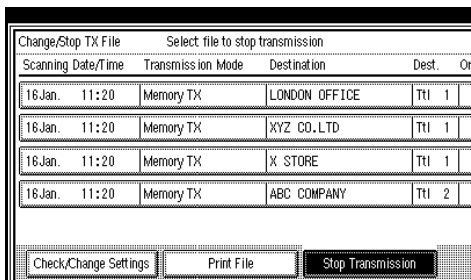 Change/Stop TX File Select file to stop transmission
Scanning Date/Time Transmission Mode Destination Dest. Or
16Jan. 11:20 Memory TX LONDON OFFICE Ttl 1
16Jan. 11:20 Memory TX XYZ CO.LTD Ttl 1
16Jan. 11:20 Memory TX X STORE Ttl 1
16Jan. 11:20 Memory TX ABC COMPANY Ttl 2
Check/Change Settings Print File Stop Transmission